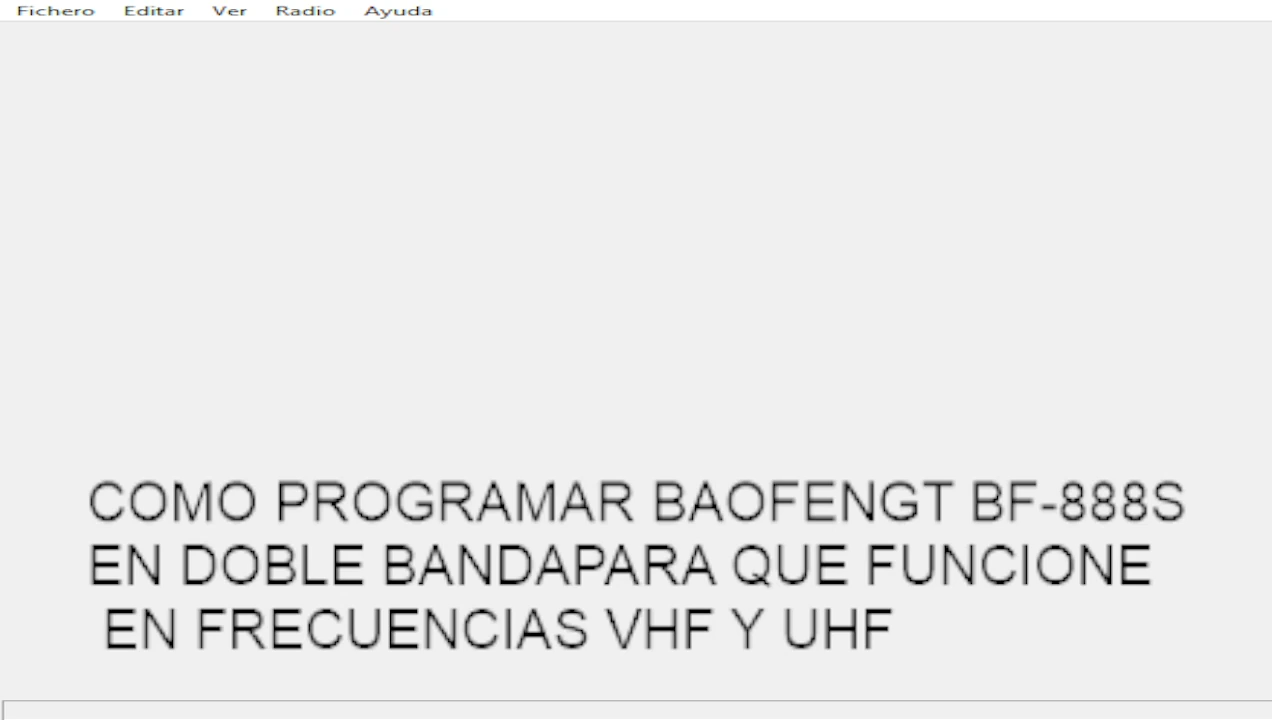 Fichero Editar Ver Radio Ayuda
COMO PROGRAMAR BAOFENGT BF-888S
EN DOBLE BANDAPARA QUE FUNCIONE
EN FRECUENCIAS VHF Y UHF